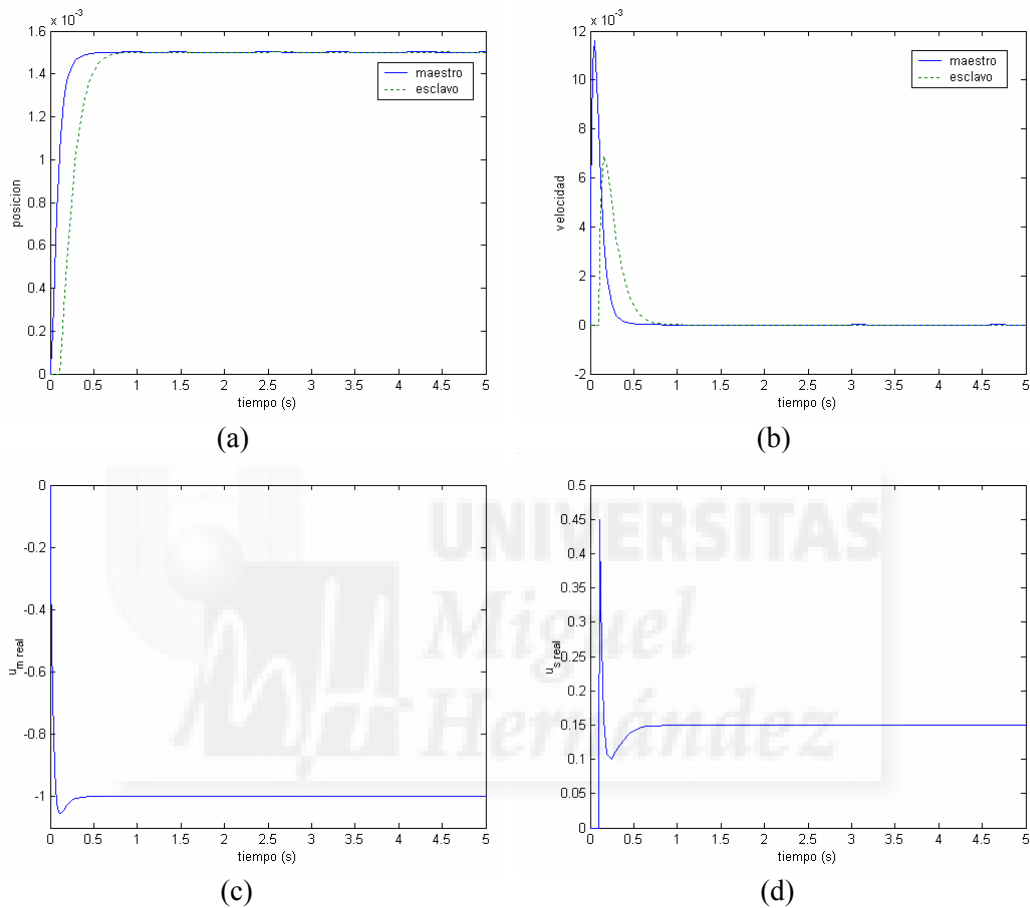 x 10⁻³
1.6
1.4
1.2
1
0.8
0.6
0.4
0.2
0
posicion
maestro
esclavo
0 0.5 1 1.5 2 2.5 3 3.5 4 4.5 5
tiempo (s)
(a)
x 10⁻³
12
10
8
6
4
2
0
-2
velocidad
maestro
esclavo
0 0.5 1 1.5 2 2.5 3 3.5 4 4.5 5
tiempo (s)
(b)
0
-0.2
-0.4
-0.6
-0.8
-1
u_m real
0 0.5 1 1.5 2 2.5 3 3.5 4 4.5 5
tiempo (s)
(c)
0.5
0.45
0.4
0.35
0.3
0.25
0.2
0.15
0.1
0.05
0
u_s real
0 0.5 1 1.5 2 2.5 3 3.5 4 4.5 5
tiempo (s)
(d)
UNIVERSITAS
Miguel
Hernández